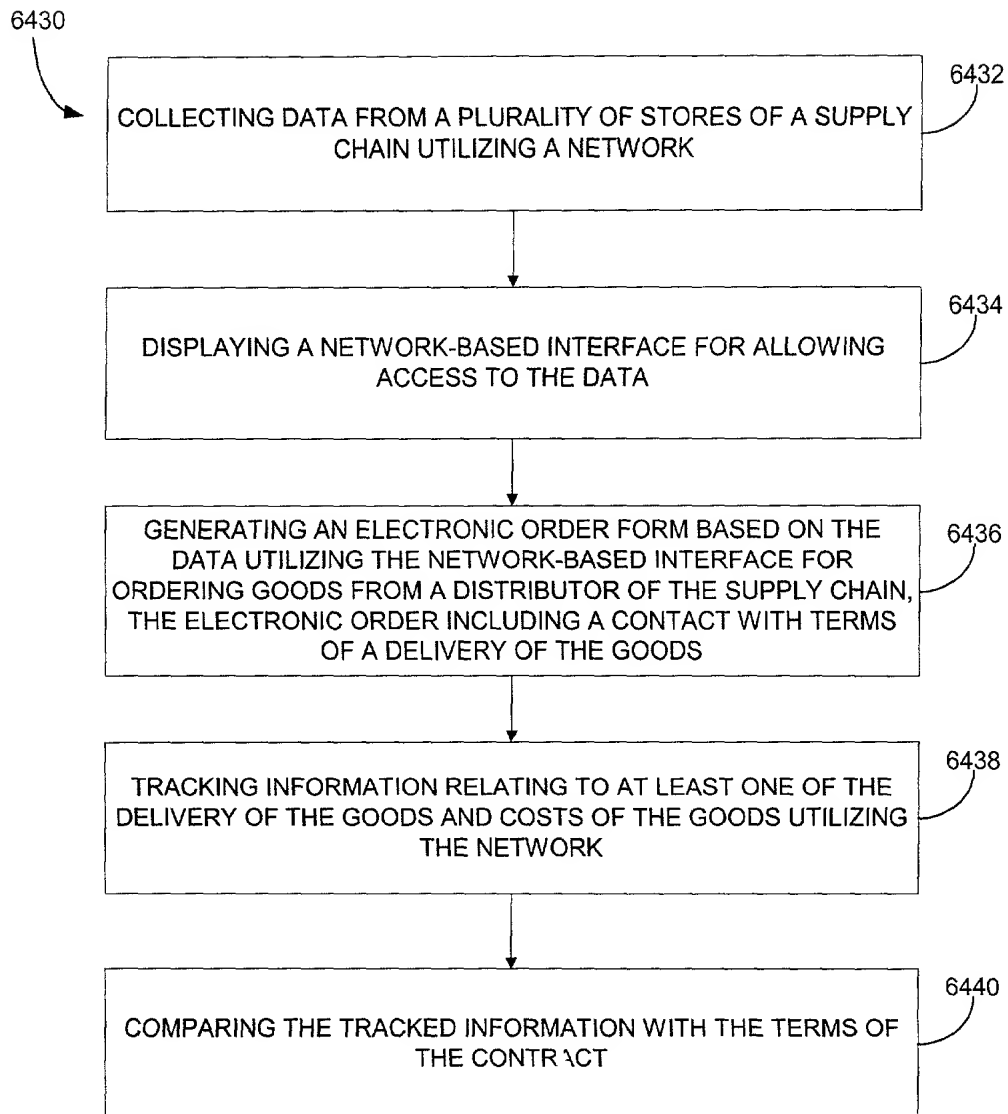 6430
6432
COLLECTING DATA FROM A PLURALITY OF STORES OF A SUPPLY
CHAIN UTILIZING A NETWORK
6434
DISPLAYING A NETWORK-BASED INTERFACE FOR ALLOWING
ACCESS TO THE DATA
6436
GENERATING AN ELECTRONIC ORDER FORM BASED ON THE
DATA UTILIZING THE NETWORK-BASED INTERFACE FOR
ORDERING GOODS FROM A DISTRIBUTOR OF THE SUPPLY CHAIN,
THE ELECTRONIC ORDER INCLUDING A CONTACT WITH TERMS
OF A DELIVERY OF THE GOODS
6438
TRACKING INFORMATION RELATING TO AT LEAST ONE OF THE
DELIVERY OF THE GOODS AND COSTS OF THE GOODS UTILIZING
THE NETWORK
6440
COMPARING THE TRACKED INFORMATION WITH THE TERMS OF
THE CONTRACT